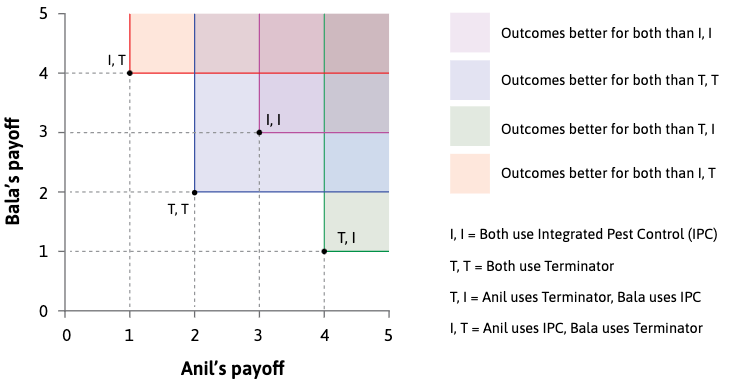 5
4
3
2
1
0
Bala's payoff
I, T
I, I
T, T
T, I
0 1 2 3 4 5
Anil's payoff
Outcomes better for both than I, I
Outcomes better for both than T, T
Outcomes better for both than T, I
Outcomes better for both than I, T
I, I = Both use Integrated Pest Control (IPC)
T, T = Both use Terminator
T, I = Anil uses Terminator, Bala uses IPC
I, T = Anil uses IPC, Bala uses Terminator